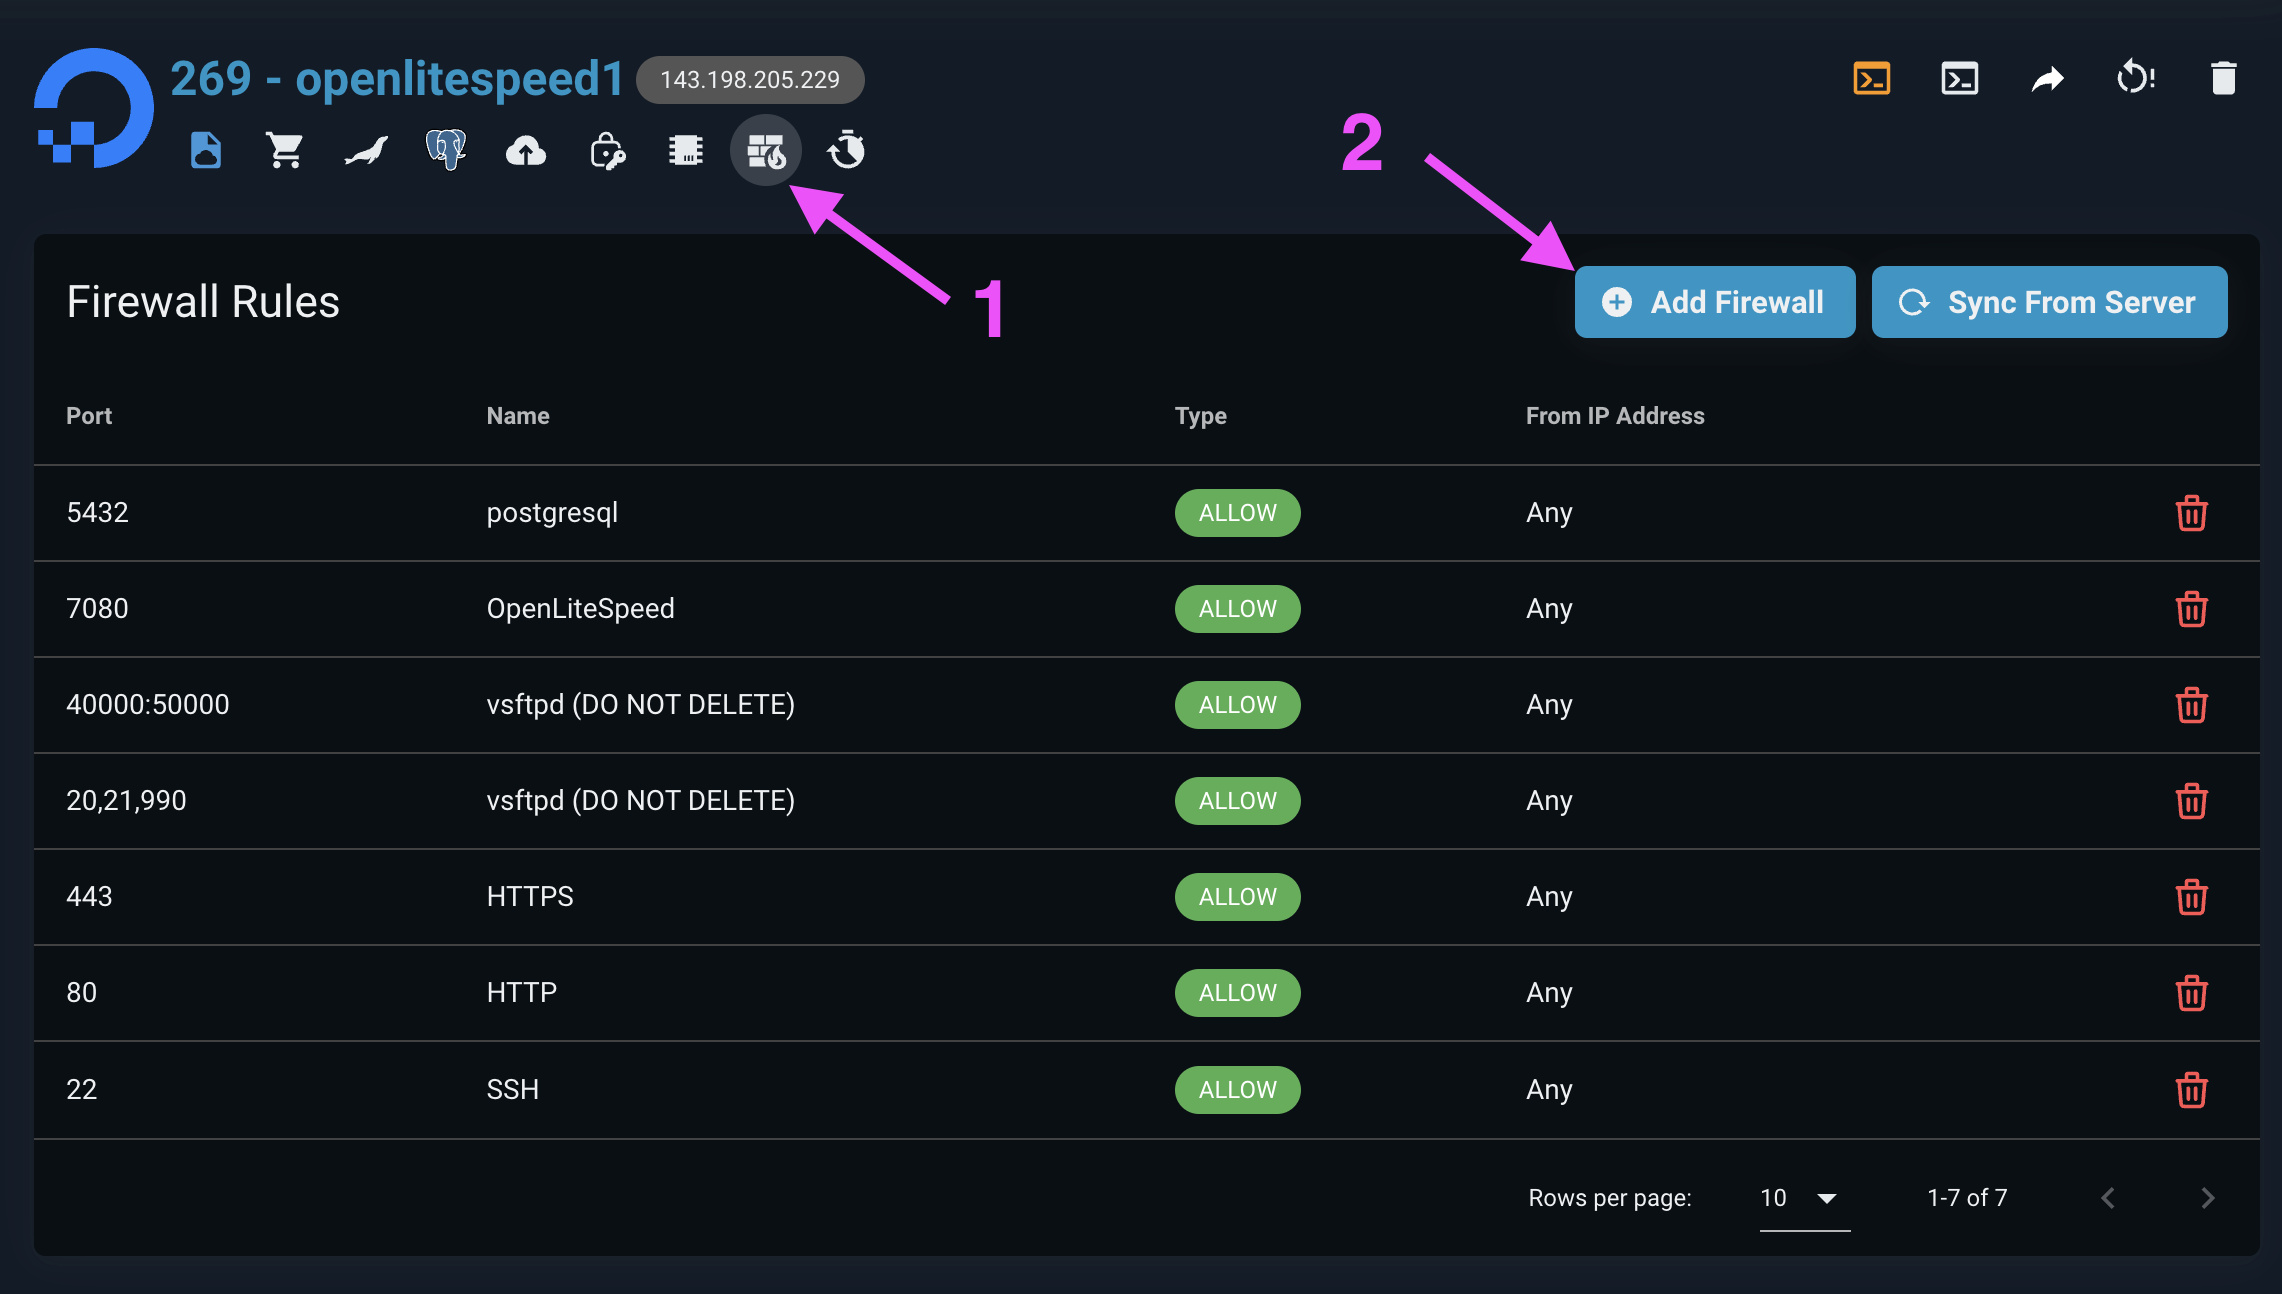 269 - openlitespeed1 143.198.205.229
2
1
Firewall Rules Add Firewall Sync From Server
Port Name Type From IP Address
5432 postgresql ALLOW Any
7080 OpenLiteSpeed ALLOW Any
40000:50000 vsftpd (DO NOT DELETE) ALLOW Any
20,21,990 vsftpd (DO NOT DELETE) ALLOW Any
443 HTTPS ALLOW Any
80 HTTP ALLOW Any
22 SSH ALLOW Any
Rows per page: 10 1-7 of 7